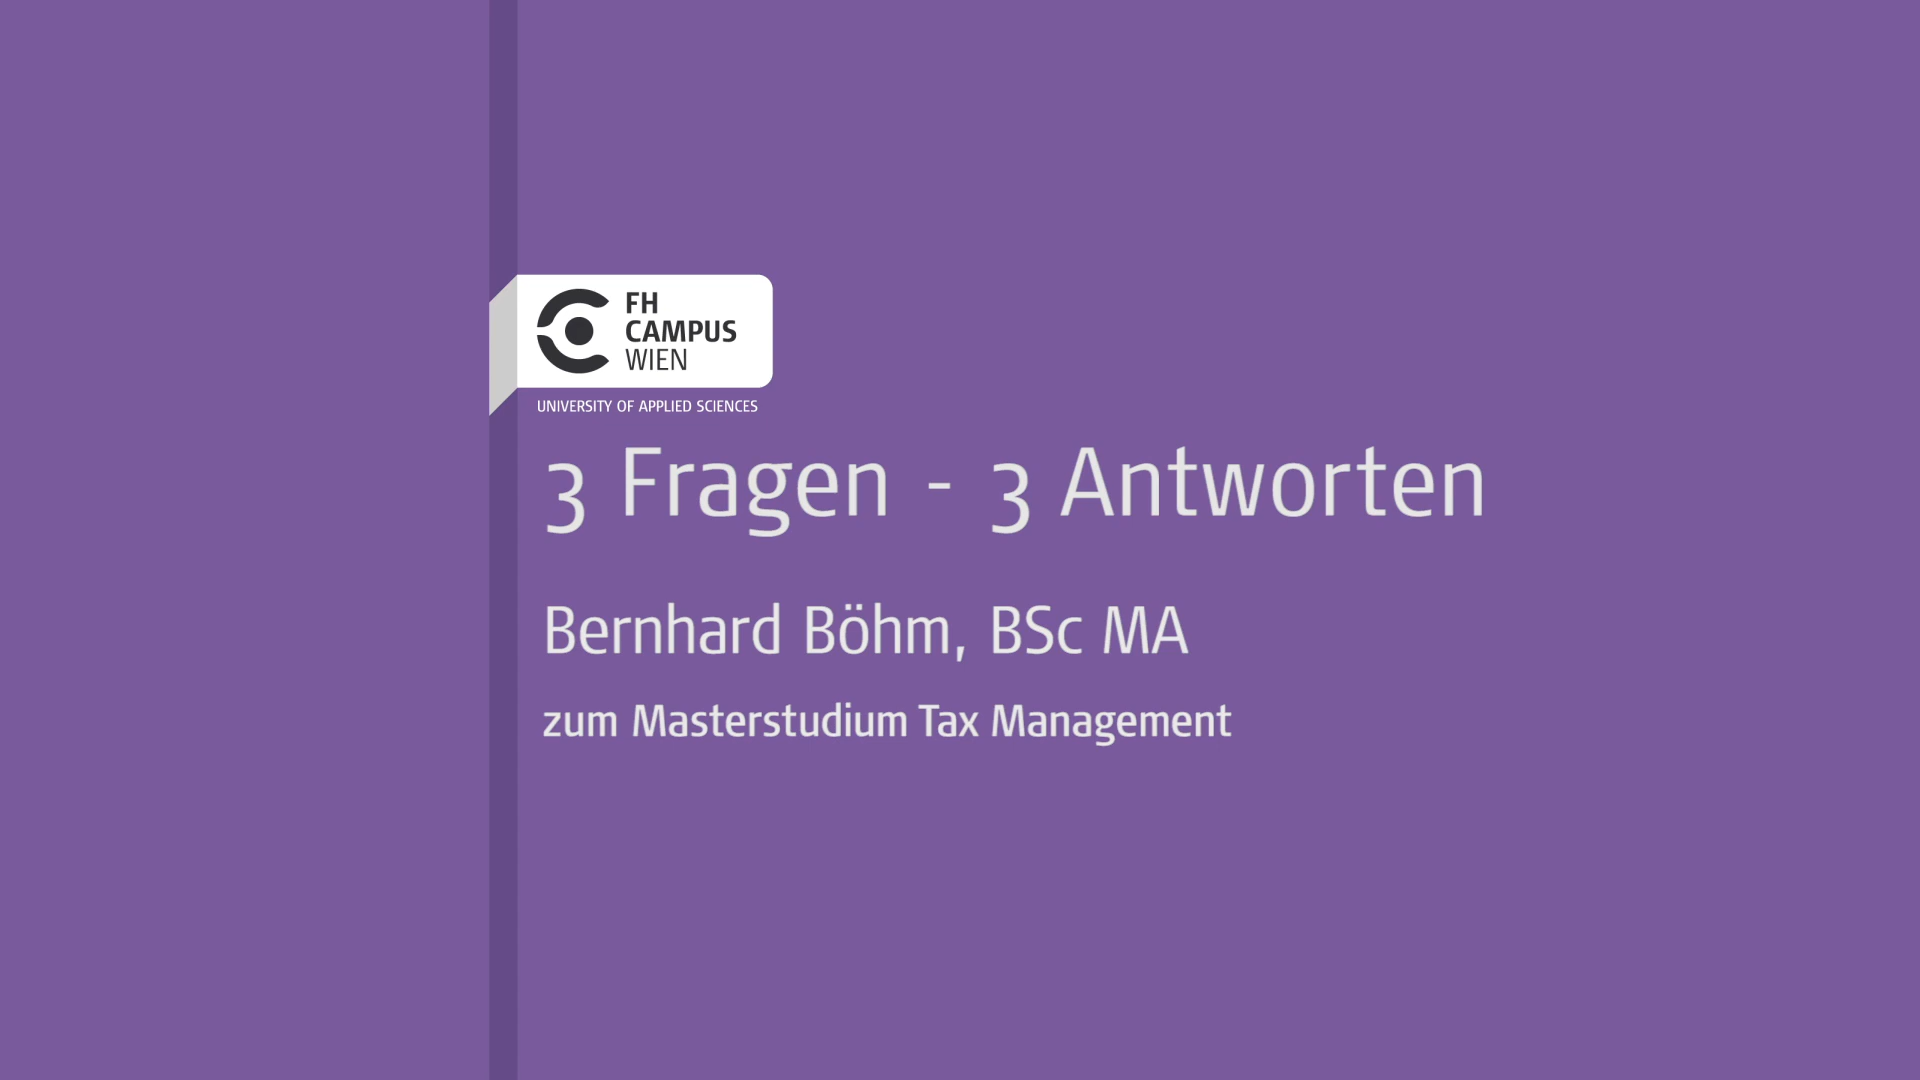 FH
CAMPUS
WIEN
UNIVERSITY OF APPLIED SCIENCES
3 Fragen - 3 Antworten
Bernhard Böhm, BSc MA
zum Masterstudium Tax Management